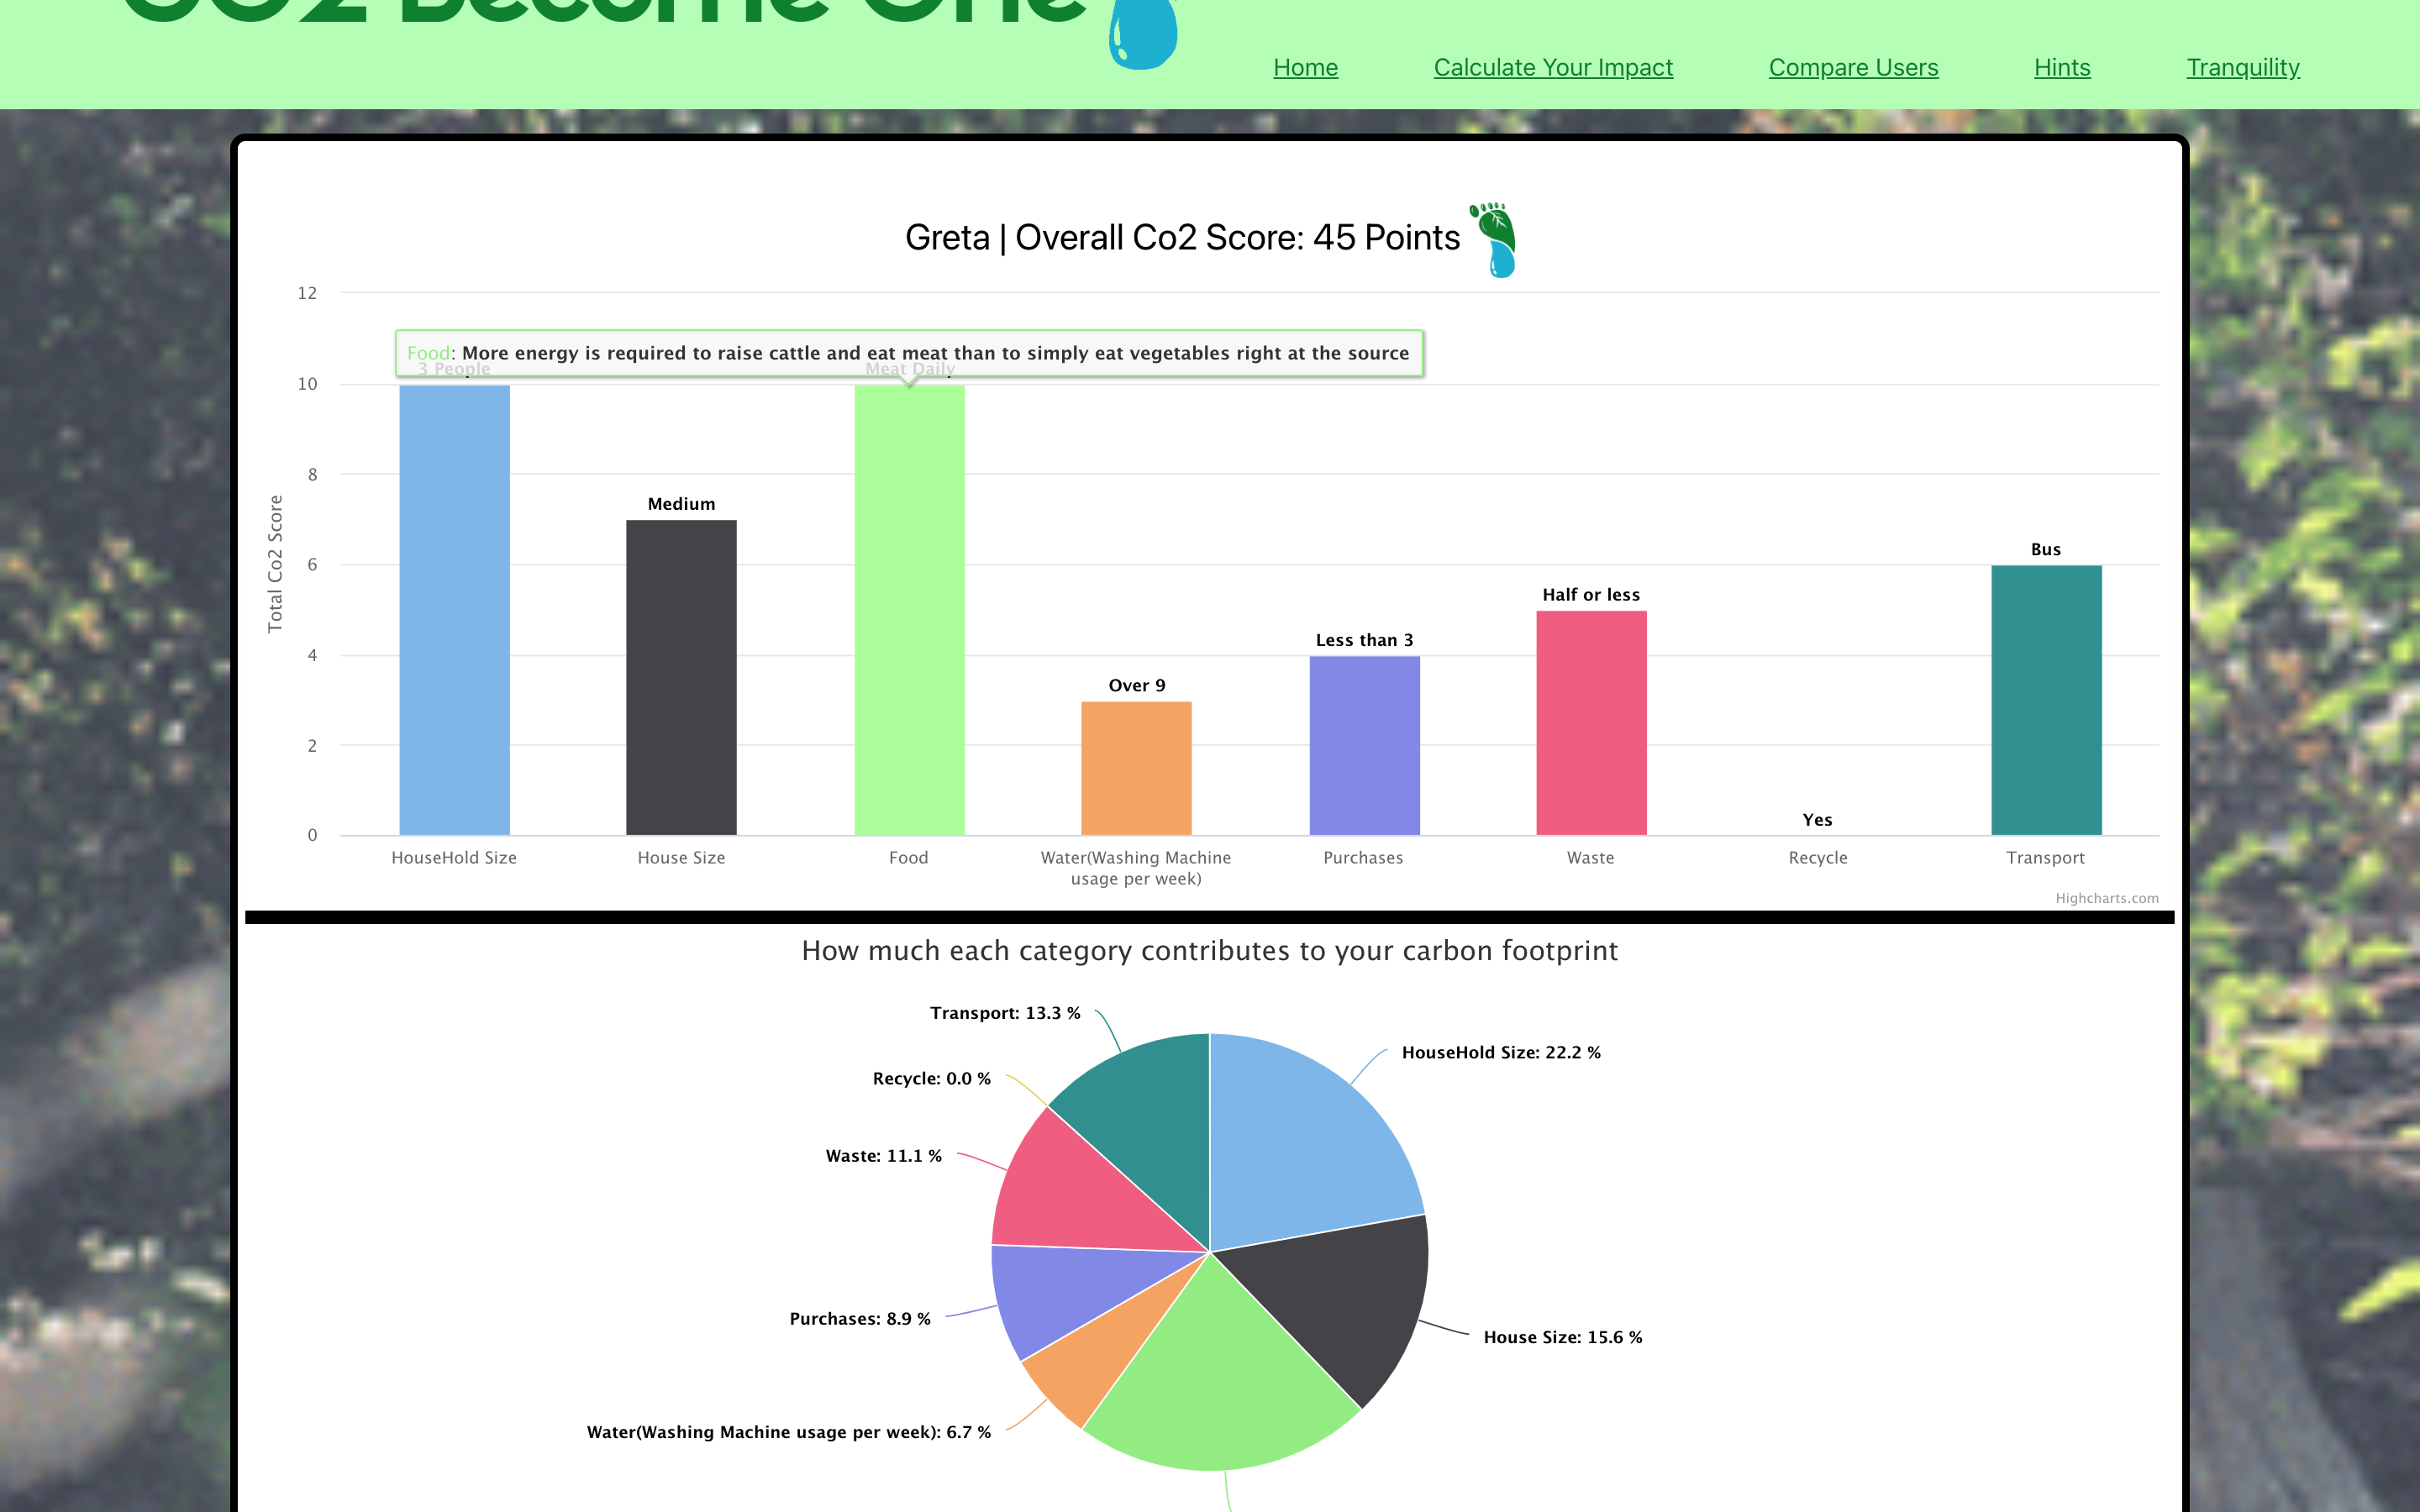 CO2 Become One
Home
Calculate Your Impact
Compare Users
Hints
Tranquility
Greta | Overall Co2 Score: 45 Points
12
10
8
6
4
2
0
Total Co2 Score
Food: More energy is required to raise cattle and eat meat than to simply eat vegetables right at the source
3 People
Medium
Meat Daily
Over 9
Less than 3
Half or less
Yes
Bus
HouseHold Size
House Size
Food
Water(Washing Machine
usage per week)
Purchases
Waste
Recycle
Transport
Highcharts.com
How much each category contributes to your carbon footprint
Transport: 13.3 %
HouseHold Size: 22.2 %
Recycle: 0.0 %
Waste: 11.1 %
Purchases: 8.9 %
House Size: 15.6 %
Water(Washing Machine usage per week): 6.7 %